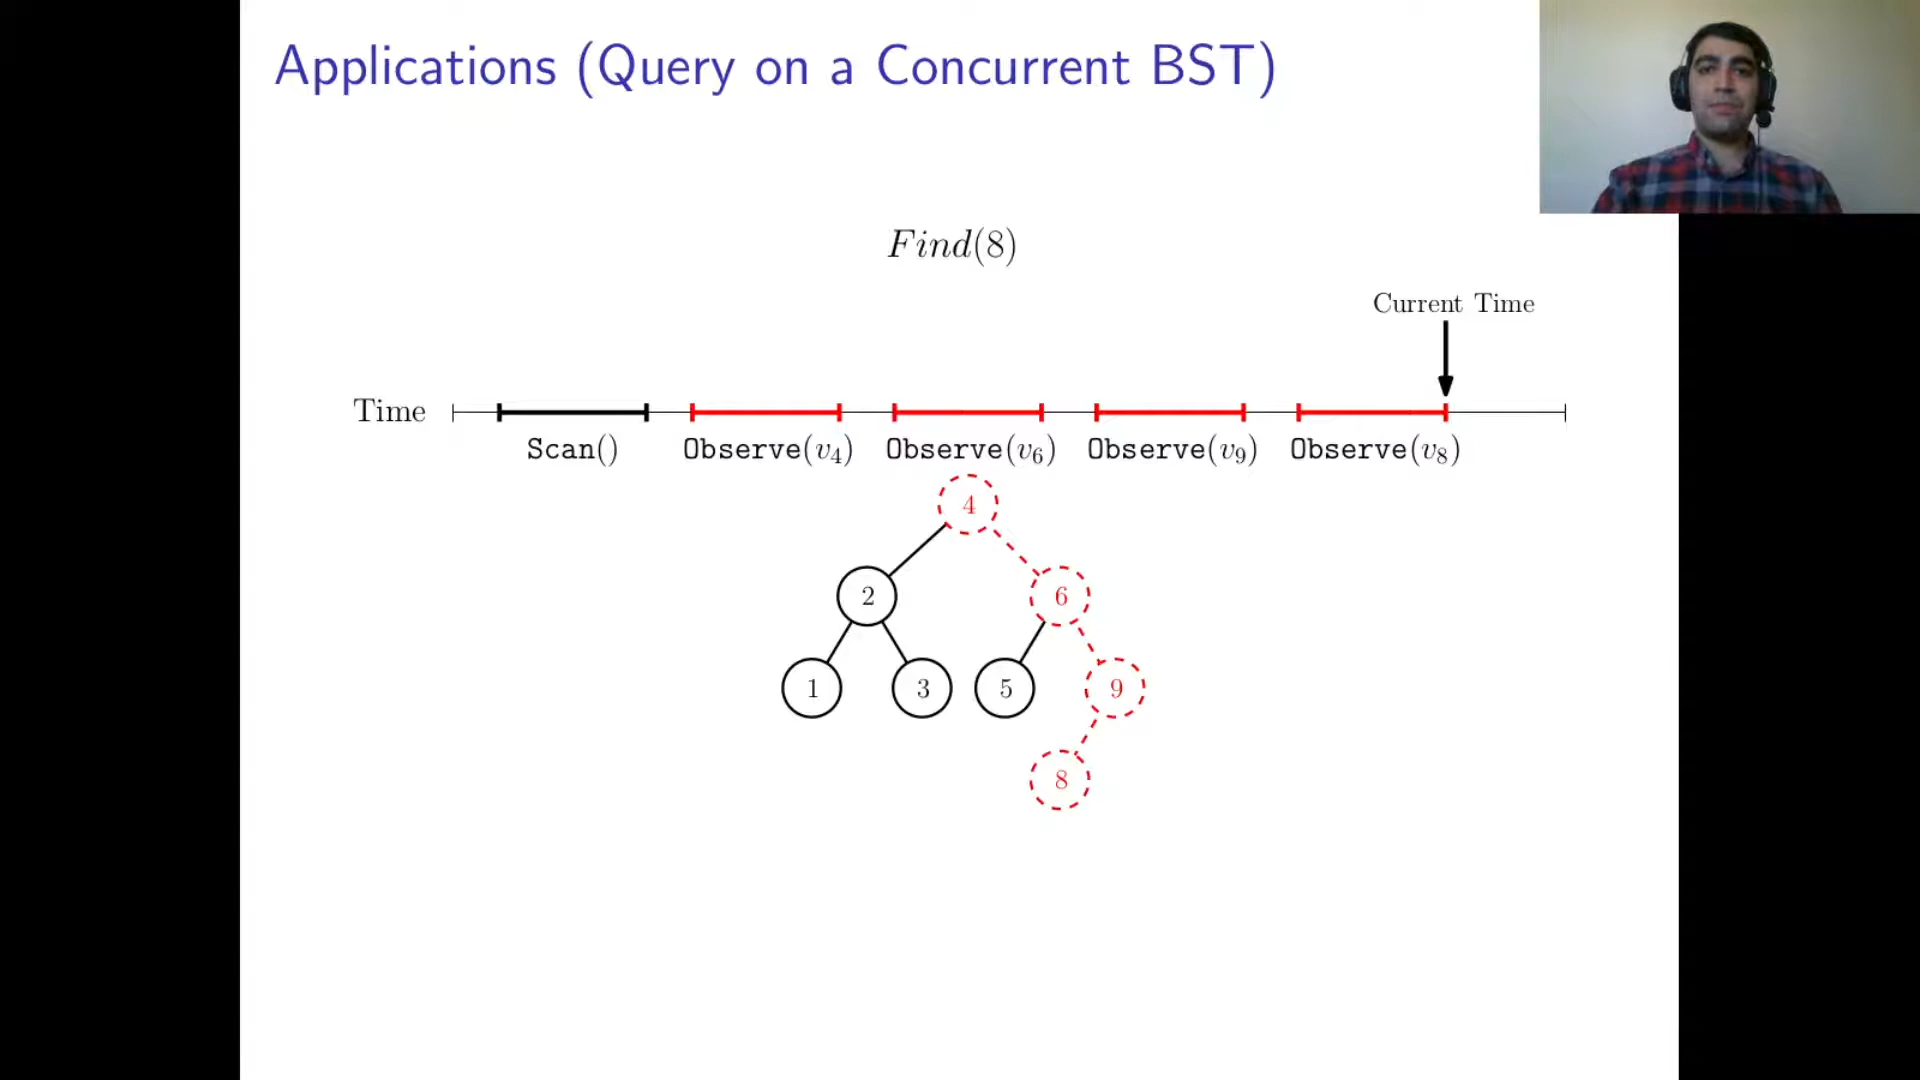 Applications (Query on a Concurrent BST)
Find(8)
Current Time
Time
Scan() Observe(v₄) Observe(v₆) Observe(v₉) Observe(v₈)
4
2 6
1 3 5 9
8